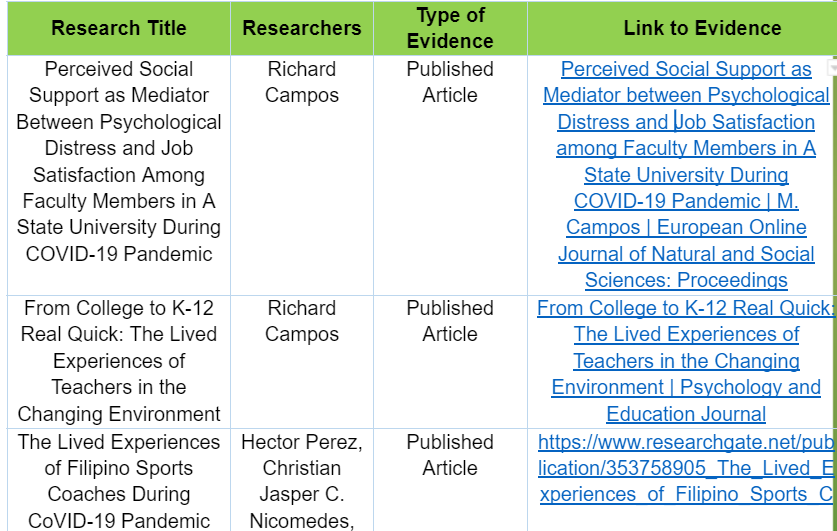 Research Title
Researchers
Type of
Evidence
Link to Evidence
Perceived Social
Support as Mediator
Between Psychological
Distress and Job
Satisfaction Among
Faculty Members in A
State University During
COVID-19 Pandemic
Richard
Campos
Published
Article
Perceived Social Support as
Mediator between Psychological
Distress and Job Satisfaction
among Faculty Members in A
State University During
COVID-19 Pandemic | M.
Campos | European Online
Journal of Natural and Social
Sciences: Proceedings
From College to K-12
Real Quick: The Lived
Experiences of
Teachers in the
Changing Environment
Richard
Campos
Published
Article
From College to K-12 Real Quick:
The Lived Experiences of
Teachers in the Changing
Environment | Psychology and
Education Journal
The Lived Experiences
of Filipino Sports
Coaches During
CoVID-19 Pandemic
Hector Perez,
Christian
Jasper C.
Nicomedes,
Published
Article
https://www.researchgate.net/pub
lication/353758905_The_Lived_E
xperiences_of_Filipino_Sports_C